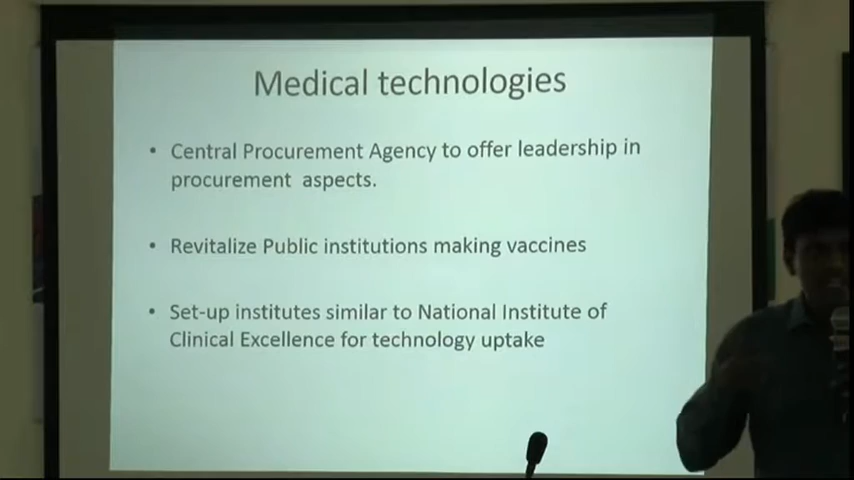 Medical technologies
• Central Procurement Agency to offer leadership in
procurement aspects.
• Revitalize Public institutions making vaccines
• Set-up institutes similar to National Institute of
Clinical Excellence for technology uptake